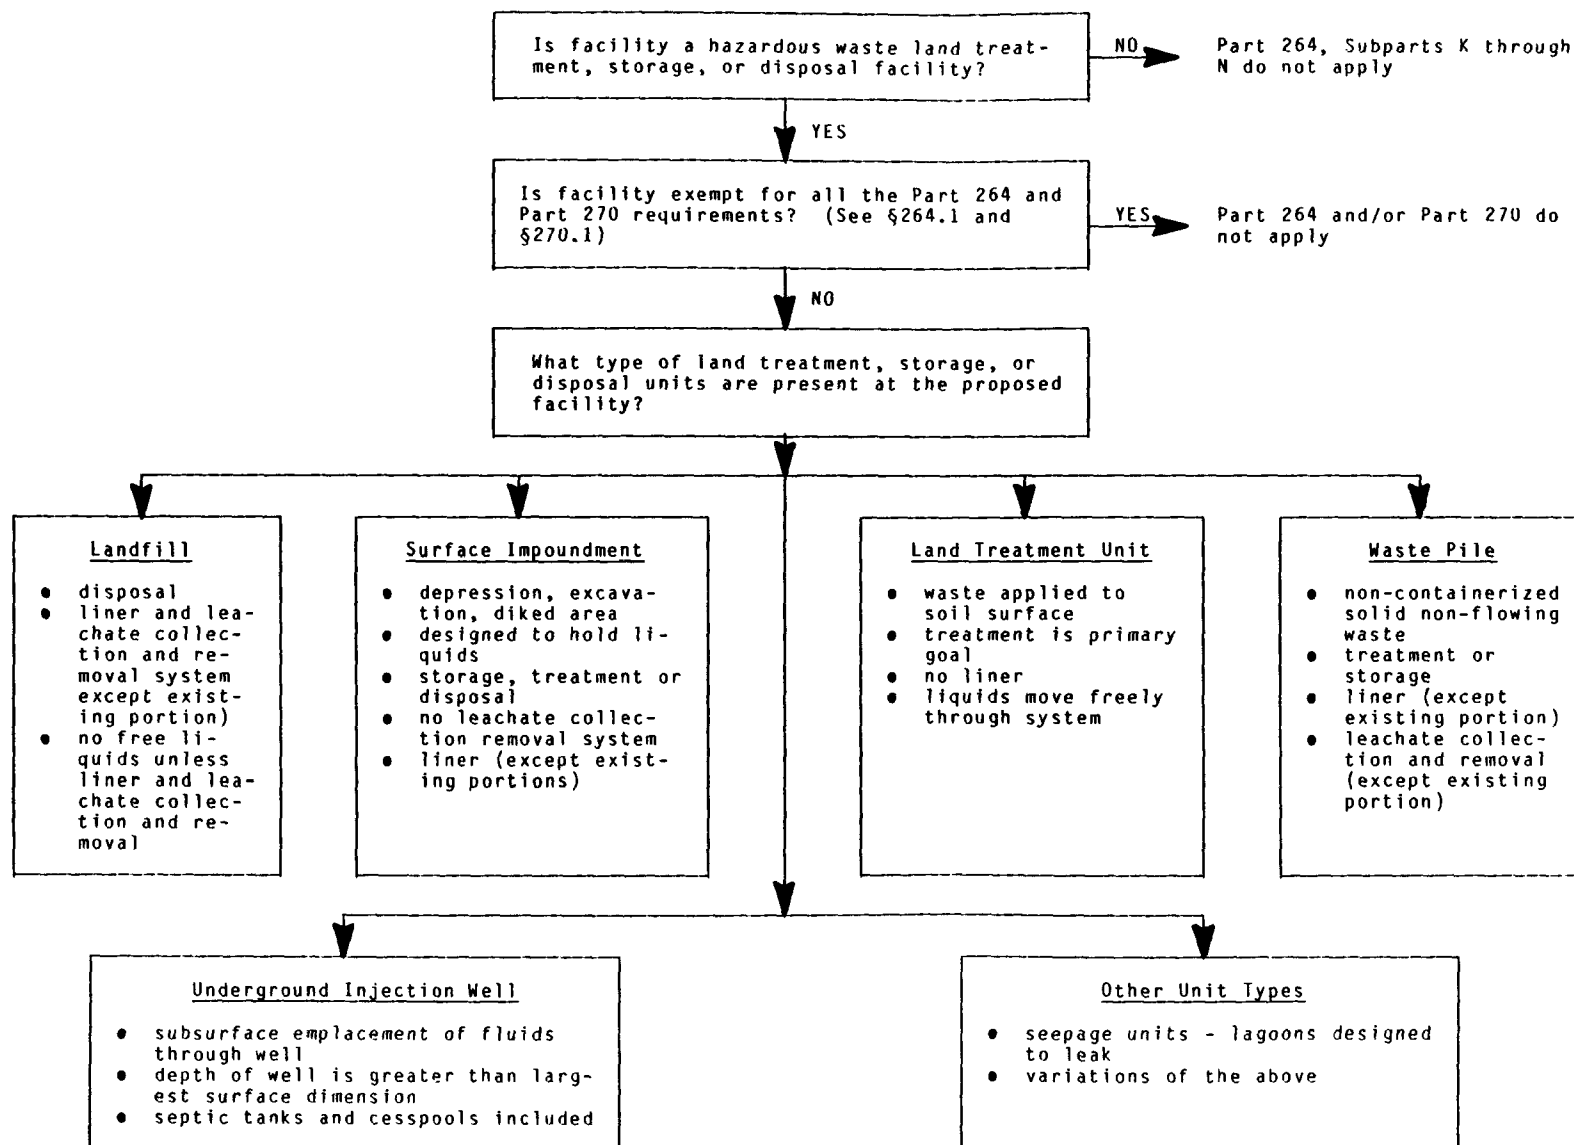 Is facility a hazardous waste land treat-
ment, storage, or disposal facility?
NO
Part 264, Subparts K through
N do not apply
YES
Is facility exempt for all the Part 264 and
Part 270 requirements? (See §264.1 and
§270.1)
YES
Part 264 and/or Part 270 do
not apply
NO
What type of land treatment, storage, or
disposal units are present at the proposed
facility?
Landfill
● disposal
● liner and lea-
chate collec-
tion and re-
moval system
except exist-
ing portion)
● no free li-
quids unless
liner and lea-
chate collec-
tion and re-
moval
Surface Impoundment
● depression, excava-
tion, diked area
● designed to hold li-
quids
● storage, treatment or
disposal
● no leachate collec-
tion removal system
● liner (except exist-
ing portions)
Land Treatment Unit
● waste applied to
soil surface
● treatment is primary
goal
● no liner
● liquids move freely
through system
Waste Pile
● non-containerized
solid non-flowing
waste
● treatment or
storage
● liner (except
existing portion)
● leachate collec-
tion and removal
(except existing
portion)
Underground Injection Well
● subsurface emplacement of fluids
through well
● depth of well is greater than larg-
est surface dimension
● septic tanks and cesspools included
Other Unit Types
● seepage units - lagoons designed
to leak
● variations of the above